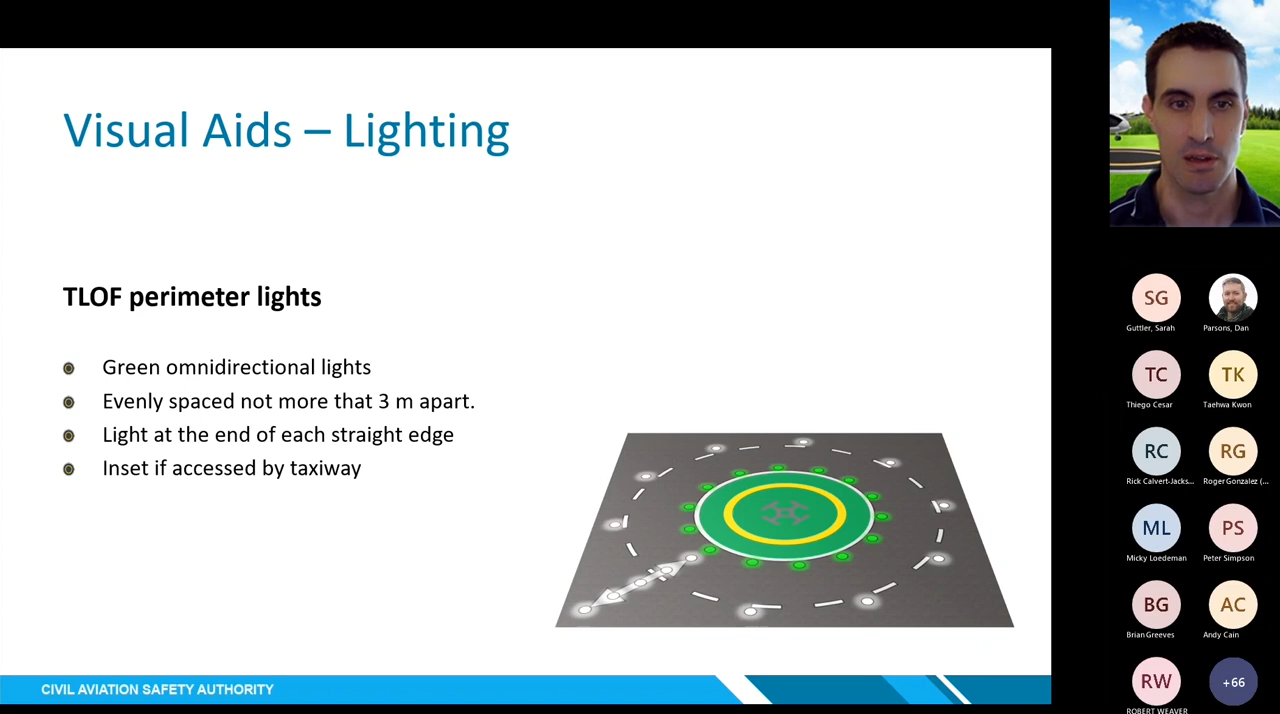 Visual Aids – Lighting
TLOF perimeter lights
Green omnidirectional lights
Evenly spaced not more that 3 m apart.
Light at the end of each straight edge
Inset if accessed by taxiway
CIVIL AVIATION SAFETY AUTHORITY
SG
Guttler, Sarah
Parsons, Dan
TC
Thiego Cesar
TK
Taehwa Kwon
RC
Rick Calvert-Jacks...
RG
Roger Gonzalez (...
ML
Micky Loedeman
PS
Peter Simpson
BG
Brian Greeves
AC
Andy Cain
RW
ROBERT WEAVER
+66